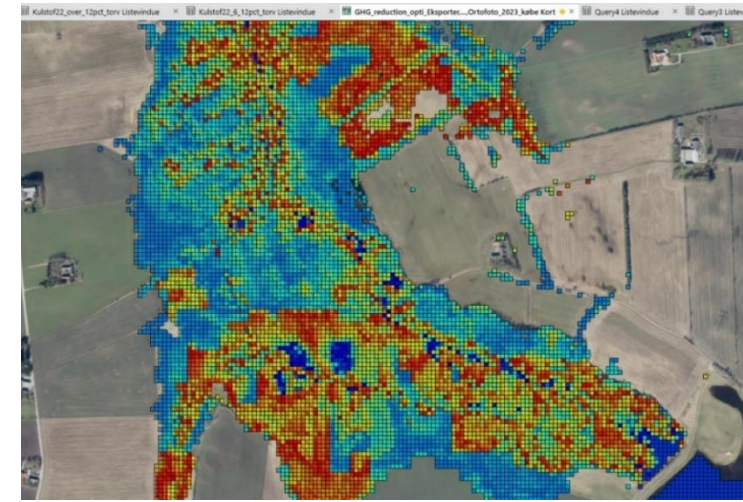 Kulstof22_over_12pct_torv Listevindue × Kulstof22_6_12pct_torv Listevindue × GHG_reduction_opti_Eksporter....Ortofoto_2023_købe Kort × Query4 Listevindue × Query3 Listev